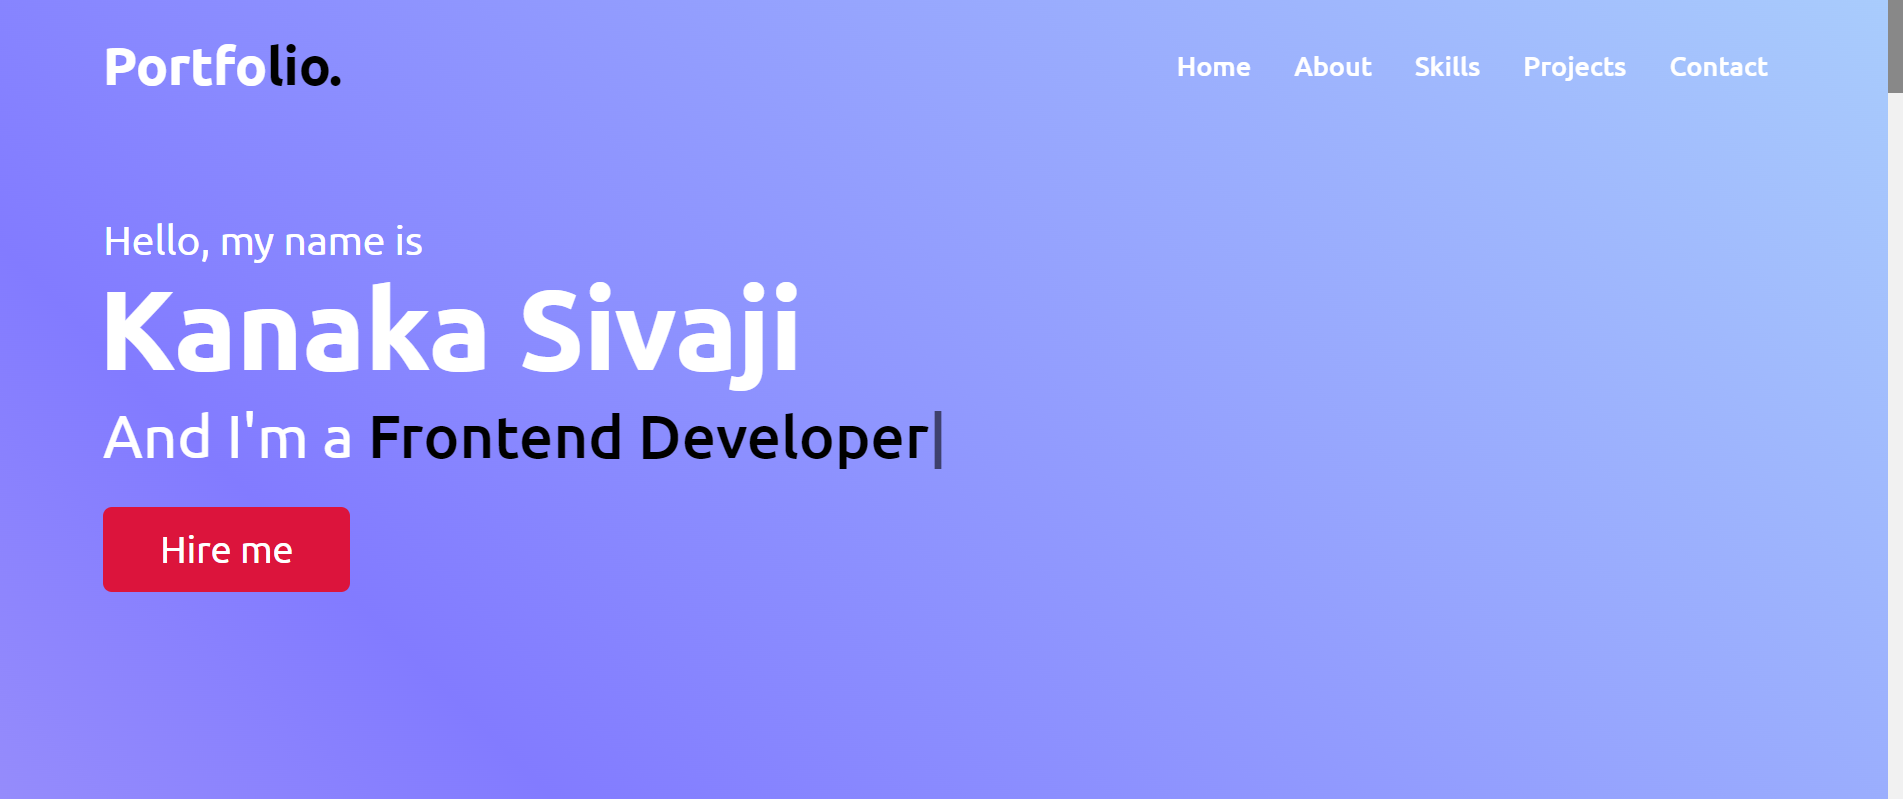 Portfolio.
Home About Skills Projects Contact
Hello, my name is
Kanaka Sivaji
And I'm a Frontend Developer|
Hire me